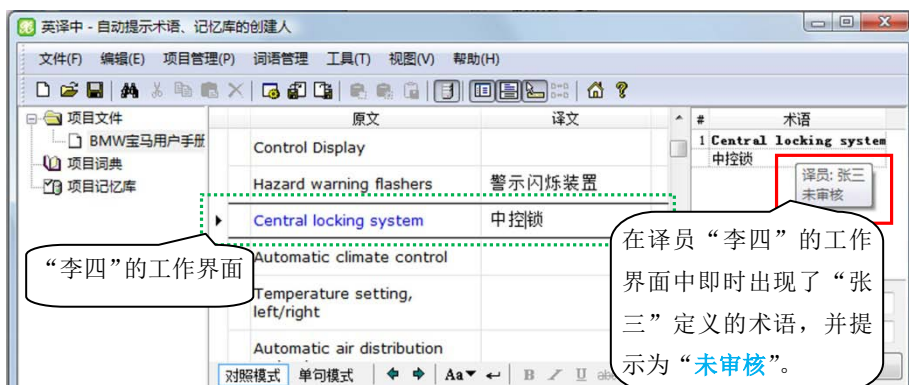 英译中 - 自动提示术语、记忆库的创建人
文件(F) 编辑(E) 项目管理(P) 词语管理 工具(T) 视图(V) 帮助(H)
项目文件
BMW宝马用户手册
项目词典
项目记忆库
原文 译文
Control Display
Hazard warning flashers 警示闪烁装置
Central locking system 中控锁
Automatic climate control
Temperature setting,
left/right
Automatic air distribution
对照模式 单句模式 Aa B I U abc
# 术语
1 Central locking system
中控锁
译员: 张三
未审核
“李四”的工作界面
在译员“李四”的工作
界面中即时出现了“张
三”定义的术语，并提
示为“未审核”。